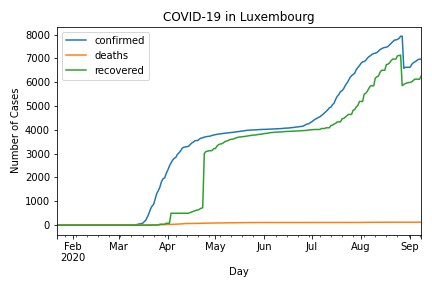 COVID-19 in Luxembourg
confirmed
deaths
recovered
Number of Cases
8000
7000
6000
5000
4000
3000
2000
1000
0
Feb Mar Apr May Jun Jul Aug Sep
2020
Day